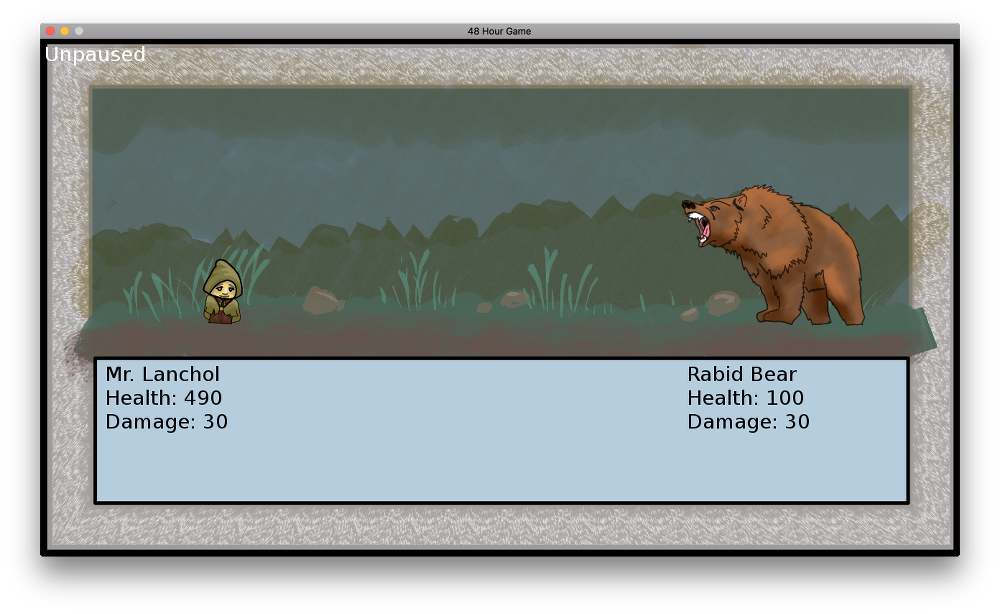 48 Hour Game
Unpaused
Mr. Lanchol
Health: 490
Damage: 30
Rabid Bear
Health: 100
Damage: 30